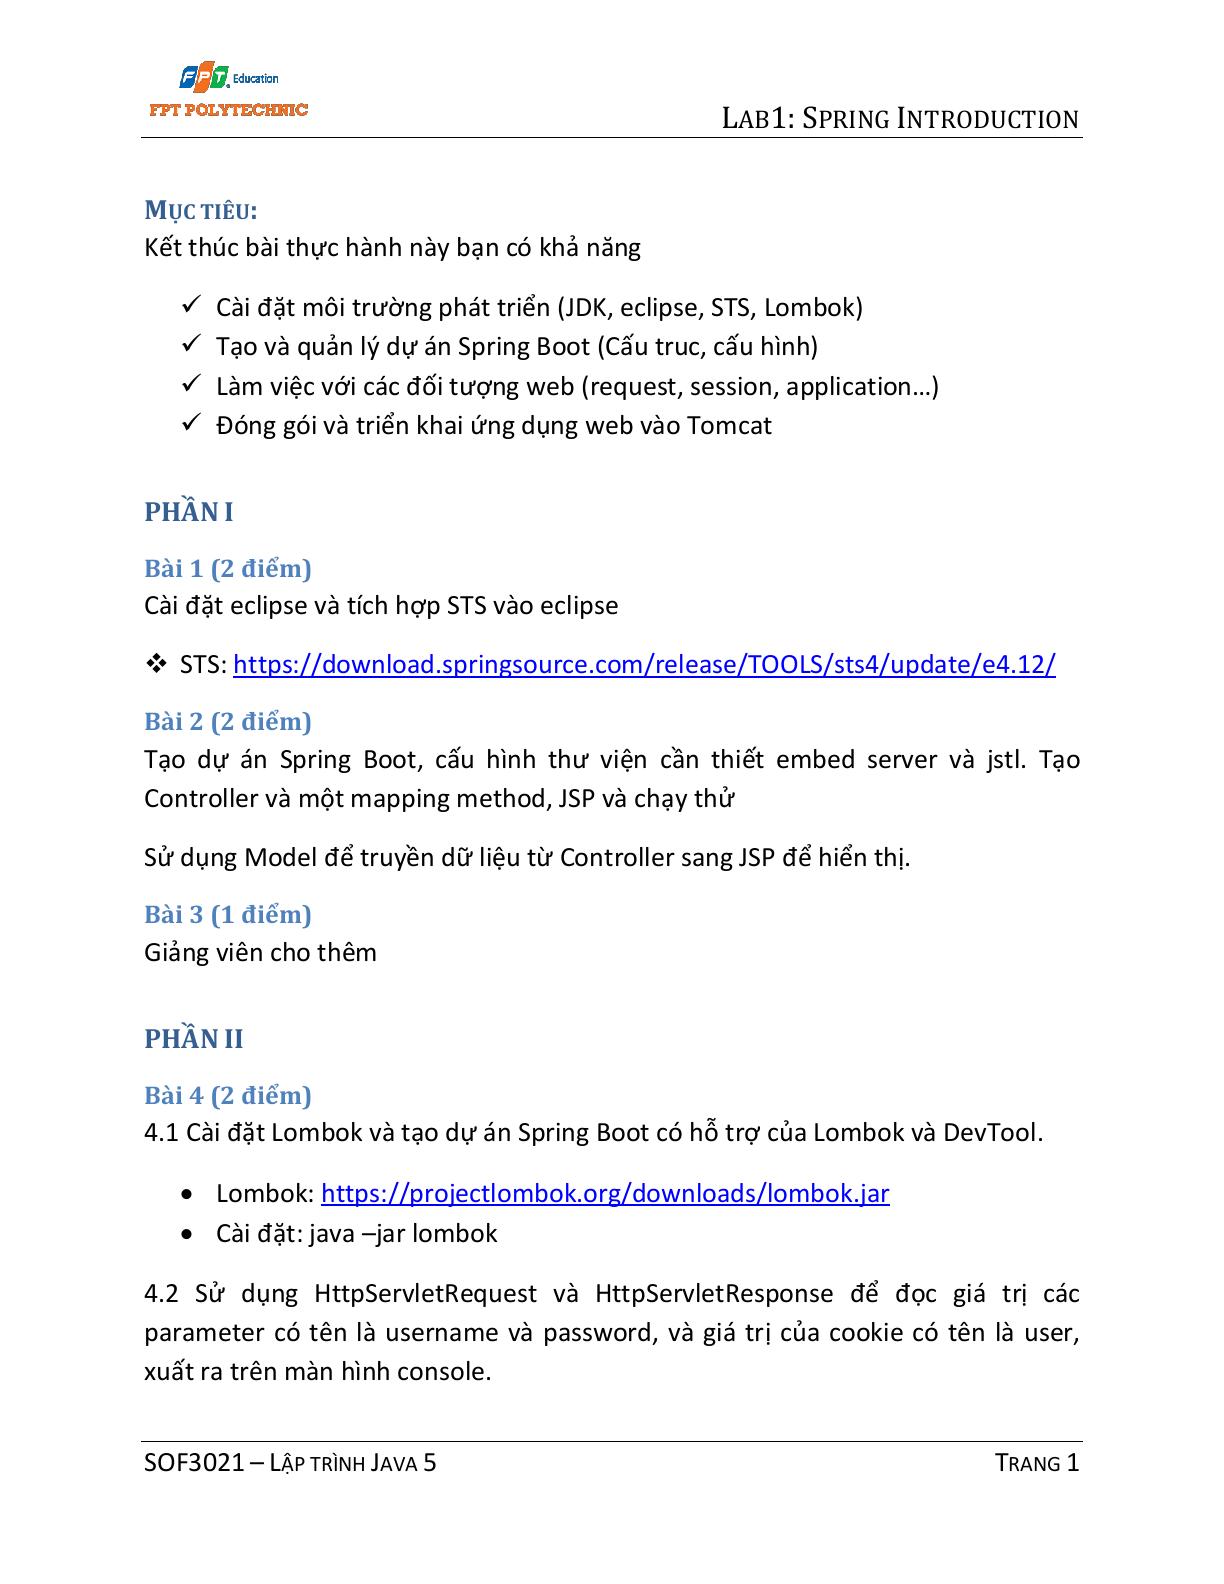 FPT. Education
FPT POLYTECHNIC
LAB1: SPRING INTRODUCTION
MỤC TIÊU:
Kết thúc bài thực hành này bạn có khả năng
✓ Cài đặt môi trường phát triển (JDK, eclipse, STS, Lombok)
✓ Tạo và quản lý dự án Spring Boot (Cấu truc, cấu hình)
✓ Làm việc với các đối tượng web (request, session, application…)
✓ Đóng gói và triển khai ứng dụng web vào Tomcat
PHẦN I
Bài 1 (2 điểm)
Cài đặt eclipse và tích hợp STS vào eclipse
❖ STS: https://download.springsource.com/release/TOOLS/sts4/update/e4.12/
Bài 2 (2 điểm)
Tạo dự án Spring Boot, cấu hình thư viện cần thiết embed server và jstl. Tạo
Controller và một mapping method, JSP và chạy thử
Sử dụng Model để truyền dữ liệu từ Controller sang JSP để hiển thị.
Bài 3 (1 điểm)
Giảng viên cho thêm
PHẦN II
Bài 4 (2 điểm)
4.1 Cài đặt Lombok và tạo dự án Spring Boot có hỗ trợ của Lombok và DevTool.
• Lombok: https://projectlombok.org/downloads/lombok.jar
• Cài đặt: java –jar lombok
4.2 Sử dụng HttpServletRequest và HttpServletResponse để đọc giá trị các
parameter có tên là username và password, và giá trị của cookie có tên là user,
xuất ra trên màn hình console.
SOF3021 – LẬP TRÌNH JAVA 5
TRANG 1